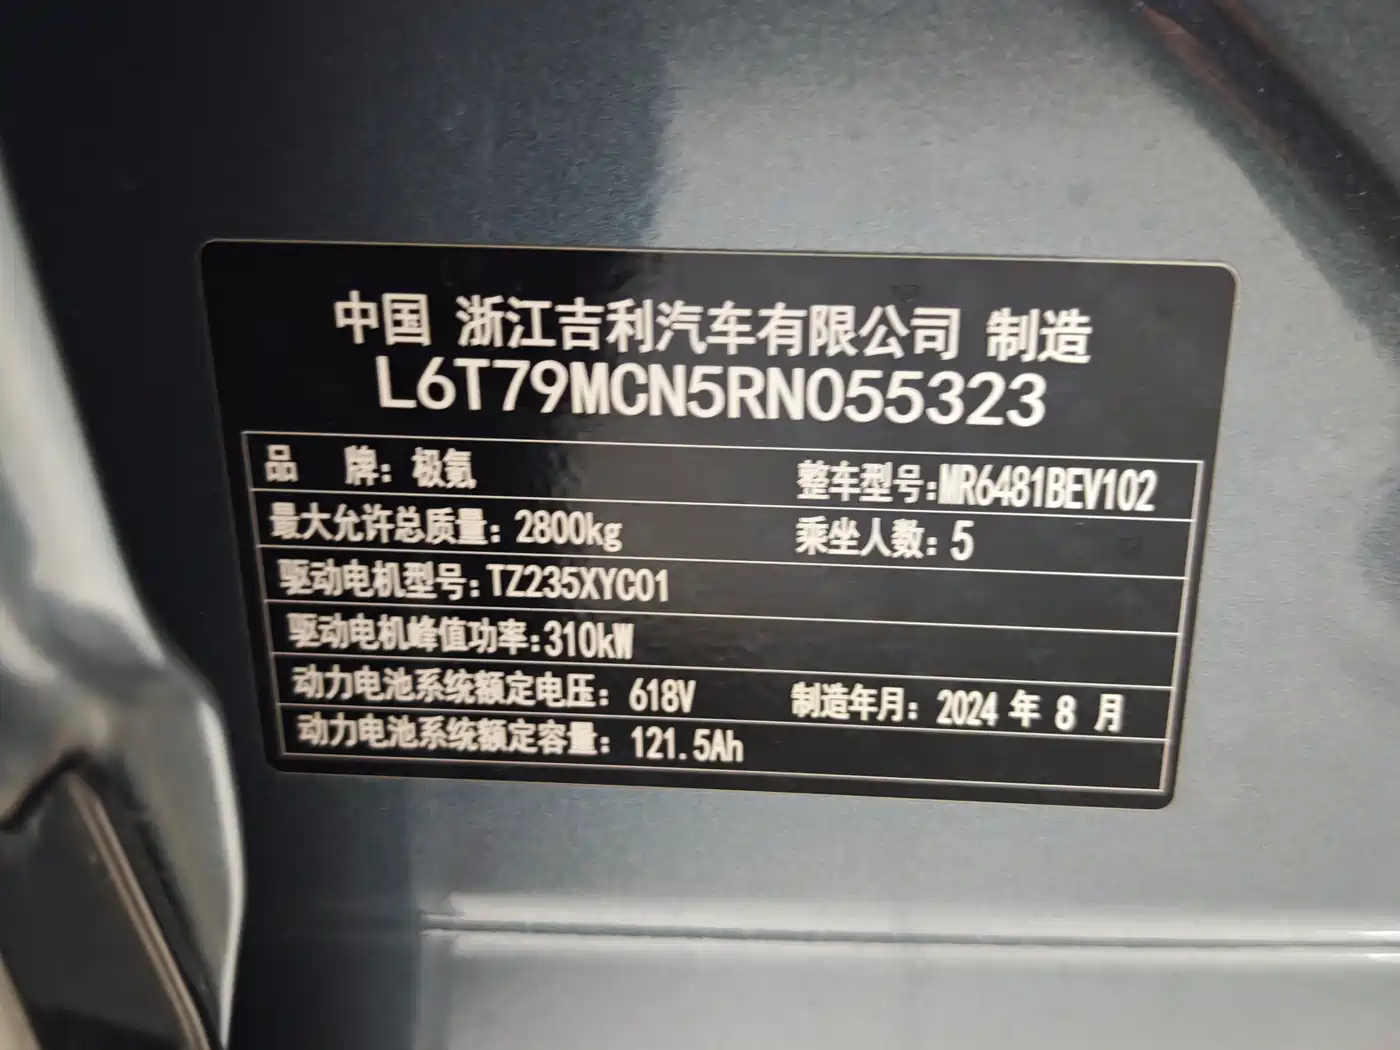 中国 浙江吉利汽车有限公司 制造
L6T79MCN5RN055323
品 牌：极氪 整车型号：MR6481BEV102
最大允许总质量：2800kg 乘坐人数：5
驱动电机型号：TZ235XYC01
驱动电机峰值功率：310kW
动力电池系统额定电压：618V 制造年月：2024 年 8 月
动力电池系统额定容量：121.5Ah